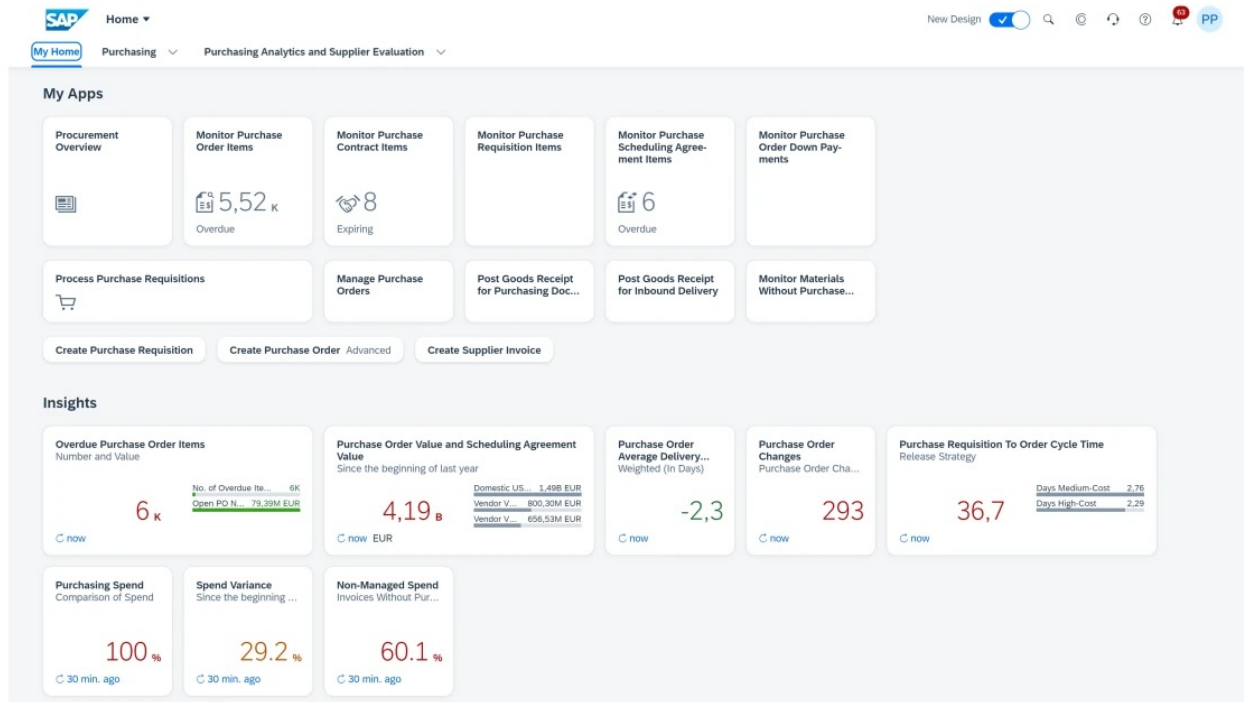 SAP Home
New Design 63 PP
My Home Purchasing Purchasing Analytics and Supplier Evaluation
My Apps
Procurement
Overview
Monitor Purchase
Order Items
5,52 K
Overdue
Monitor Purchase
Contract Items
8
Expiring
Monitor Purchase
Requisition Items
Monitor Purchase
Scheduling Agree-
ment Items
6
Overdue
Monitor Purchase
Order Down Pay-
ments
Process Purchase Requisitions
Manage Purchase
Orders
Post Goods Receipt
for Purchasing Doc...
Post Goods Receipt
for Inbound Delivery
Monitor Materials
Without Purchase...
Create Purchase Requisition
Create Purchase Order Advanced
Create Supplier Invoice
Insights
Overdue Purchase Order Items
Number and Value
6 K
No. of Overdue Ite... 6K
Open PO N... 79,39M EUR
now
Purchase Order Value and Scheduling Agreement
Value
Since the beginning of last year
4,19 B
Domestic US... 1,49B EUR
Vendor V... 800,30M EUR
Vendor V... 656,53M EUR
now EUR
Purchase Order
Average Delivery...
Weighted (In Days)
-2,3
now
Purchase Order
Changes
Purchase Order Cha...
293
now
Purchase Requisition To Order Cycle Time
Release Strategy
36,7
Days Medium-Cost 2,76
Days High-Cost 2,29
now
Purchasing Spend
Comparison of Spend
100 %
30 min. ago
Spend Variance
Since the beginning ...
29.2 %
30 min. ago
Non-Managed Spend
Invoices Without Pur...
60.1 %
30 min. ago